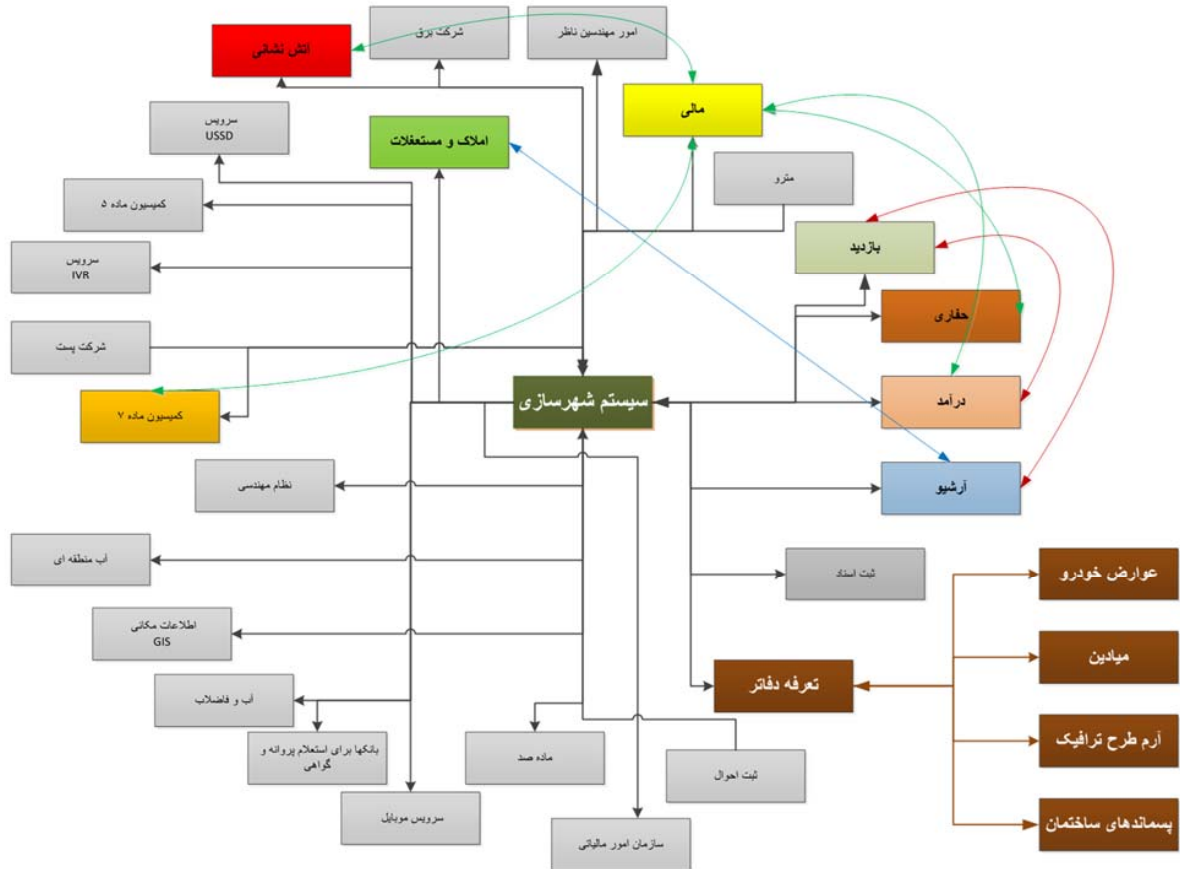 امور مهندسین ناظر
شرکت برق
آتش نشانی
مالی
سرویس
USSD
املاک و مستغلات
مترو
کمیسیون ماده ۵
بازدید
سرویس
IVR
حفاری
شرکت پست
سیستم شهرسازی
درآمد
کمیسیون ماده ۷
آرشیو
نظام مهندسی
ثبت اسناد
عوارض خودرو
آب منطقه ای
اطلاعات مکانی
GIS
میادین
تعرفه دفاتر
آب و فاضلاب
آرم طرح ترافیک
بانکها برای استعلام پروانه و
گواهی
ماده صد
ثبت احوال
سرویس موبایل
پسماندهای ساختمان
سازمان امور مالیاتی